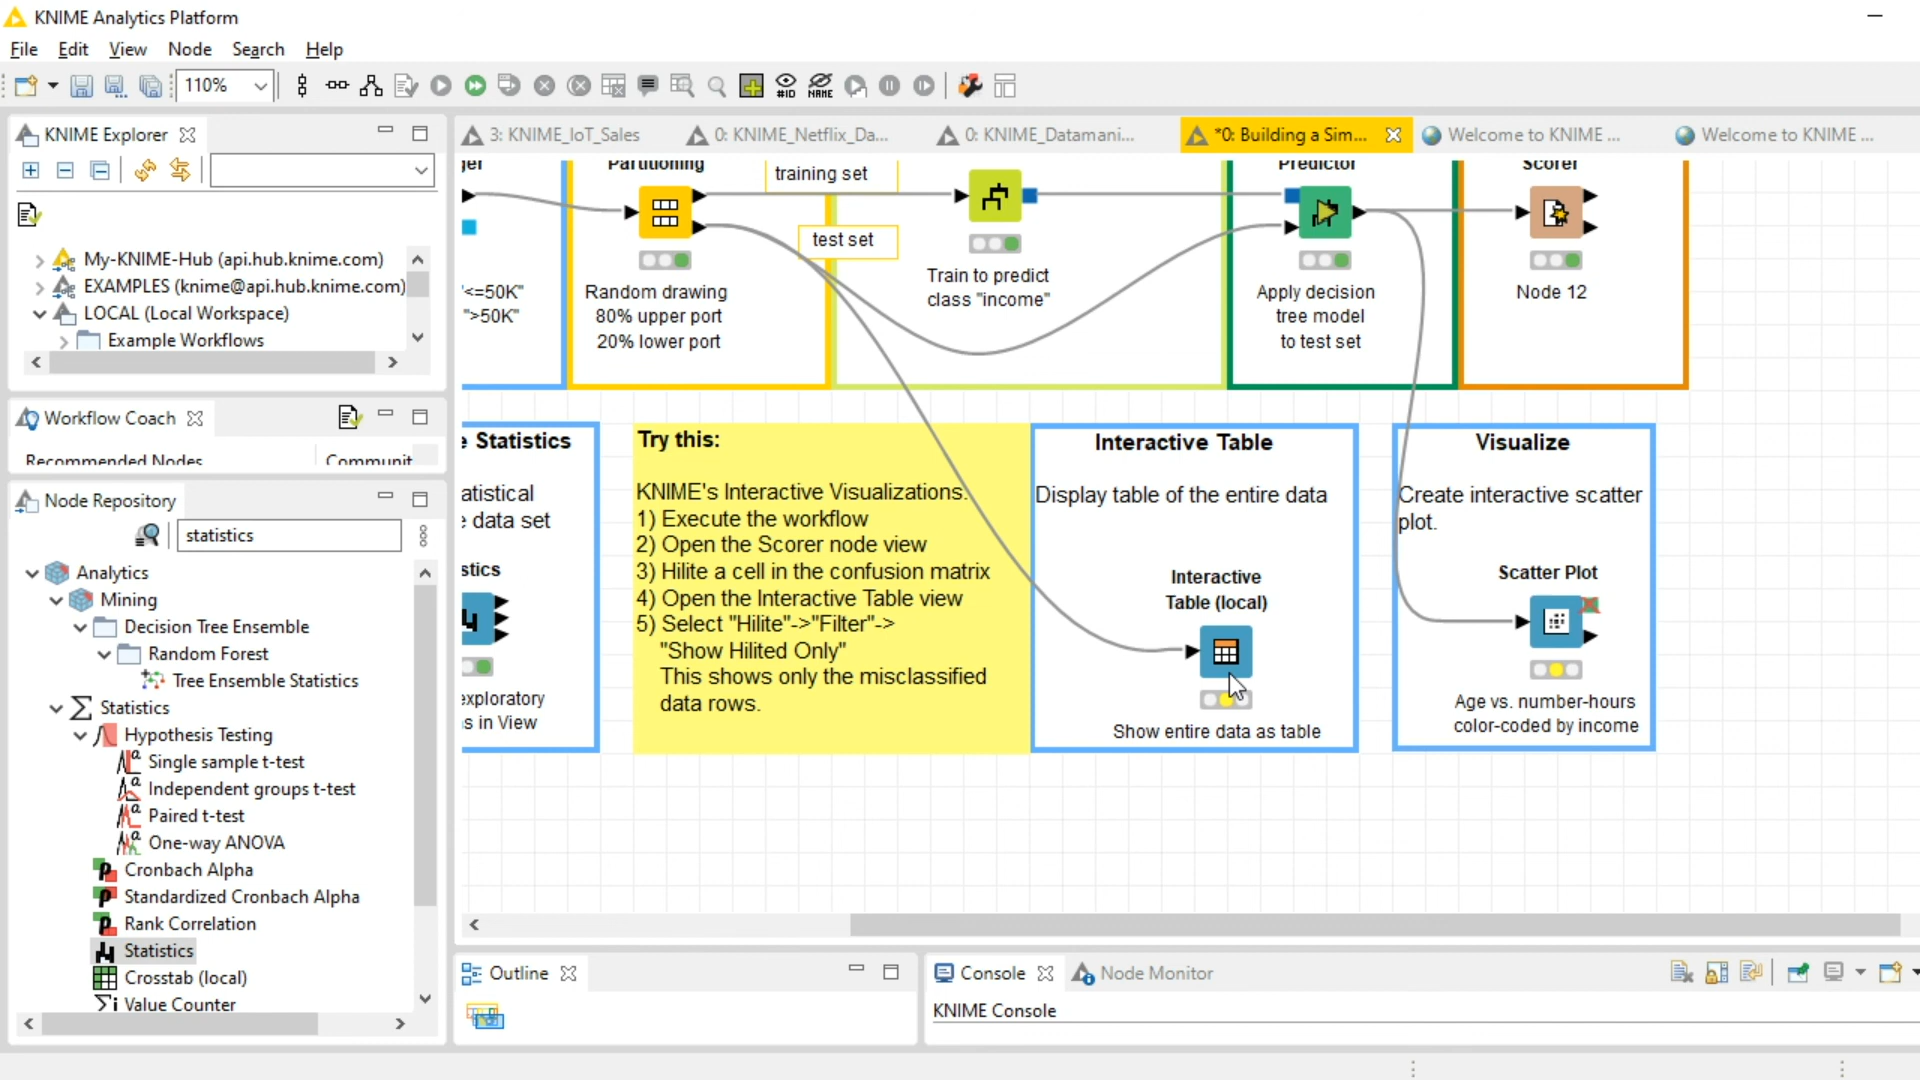 KNIME Analytics Platform
File Edit View Node Search Help
110%
#ID
NAME
KNIME Explorer
My-KNIME-Hub (api.hub.knime.com)
EXAMPLES (knime@api.hub.knime.com)
LOCAL (Local Workspace)
Example Workflows
Workflow Coach
Recommended Nodes
Communit
Node Repository
statistics
Analytics
Mining
Decision Tree Ensemble
Random Forest
Tree Ensemble Statistics
Statistics
Hypothesis Testing
Single sample t-test
Independent groups t-test
Paired t-test
One-way ANOVA
Cronbach Alpha
Standardized Cronbach Alpha
Rank Correlation
Statistics
Crosstab (local)
Value Counter
3: KNIME_IoT_Sales
0: KNIME_Netflix_Da...
0: KNIME_Datamani...
*0: Building a Sim...
Welcome to KNIME ...
Welcome to KNIME ...
ger
"<=50K"
">50K"
Partitioning
Random drawing
80% upper port
20% lower port
training set
test set
Train to predict
class "income"
Predictor
Apply decision
tree model
to test set
Scorer
Node 12
e Statistics
atistical
e data set
stics
exploratory
s in View
Try this:
KNIME's Interactive Visualizations.
1) Execute the workflow
2) Open the Scorer node view
3) Hilite a cell in the confusion matrix
4) Open the Interactive Table view
5) Select "Hilite"->"Filter"->
"Show Hilited Only"
This shows only the misclassified
data rows.
Interactive Table
Display table of the entire data
Interactive
Table (local)
Show entire data as table
Visualize
Create interactive scatter
plot.
Scatter Plot
Age vs. number-hours
color-coded by income
Outline
Console
Node Monitor
KNIME Console